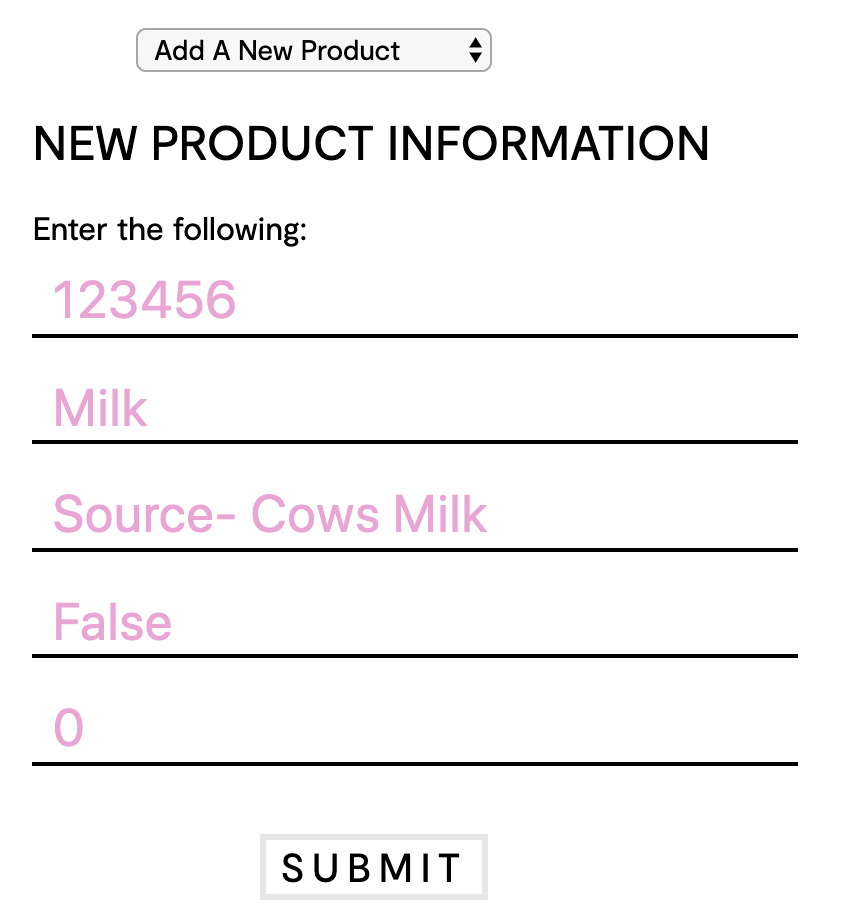 Add A New Product
NEW PRODUCT INFORMATION
Enter the following:
123456
Milk
Source- Cows Milk
False
0
SUBMIT